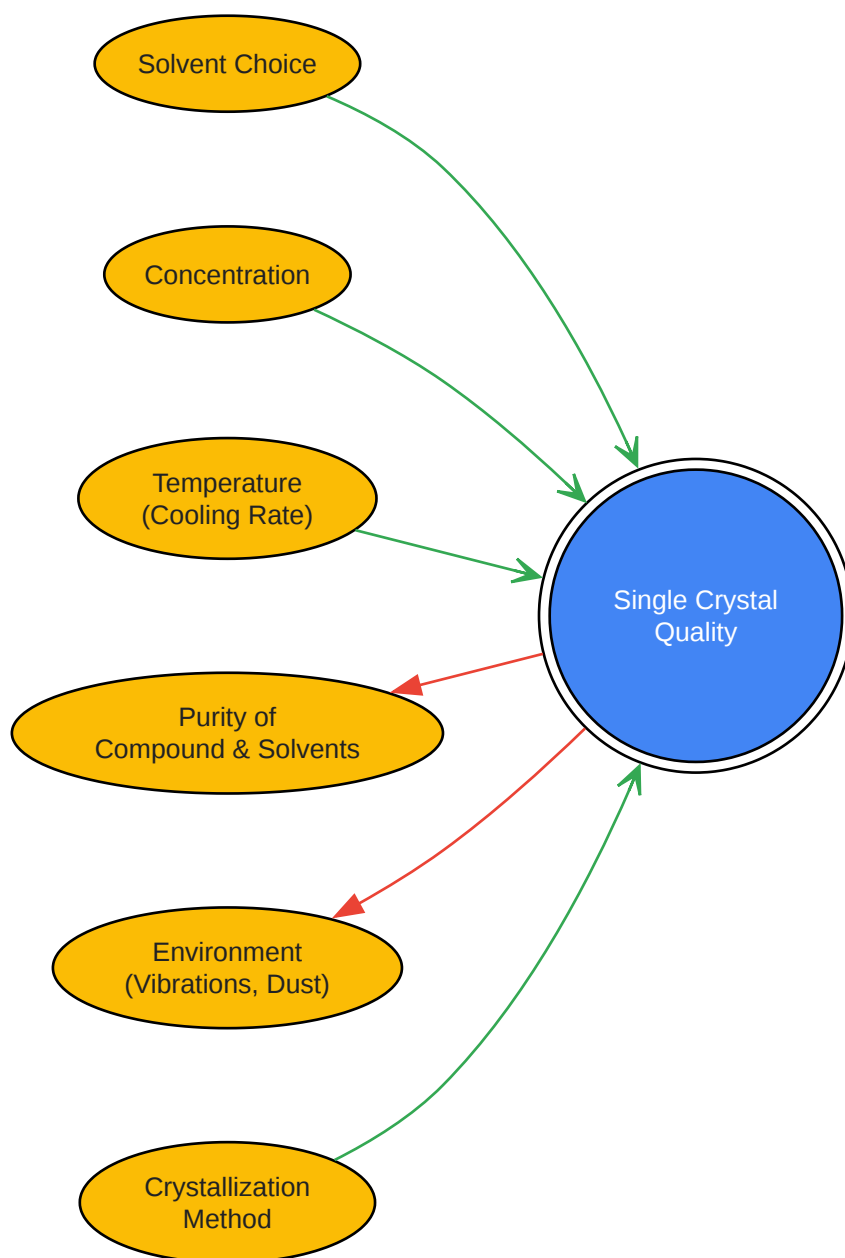 Solvent Choice
Concentration
Temperature
(Cooling Rate)
Single Crystal
Quality
Purity of
Compound & Solvents
Environment
(Vibrations, Dust)
Crystallization
Method